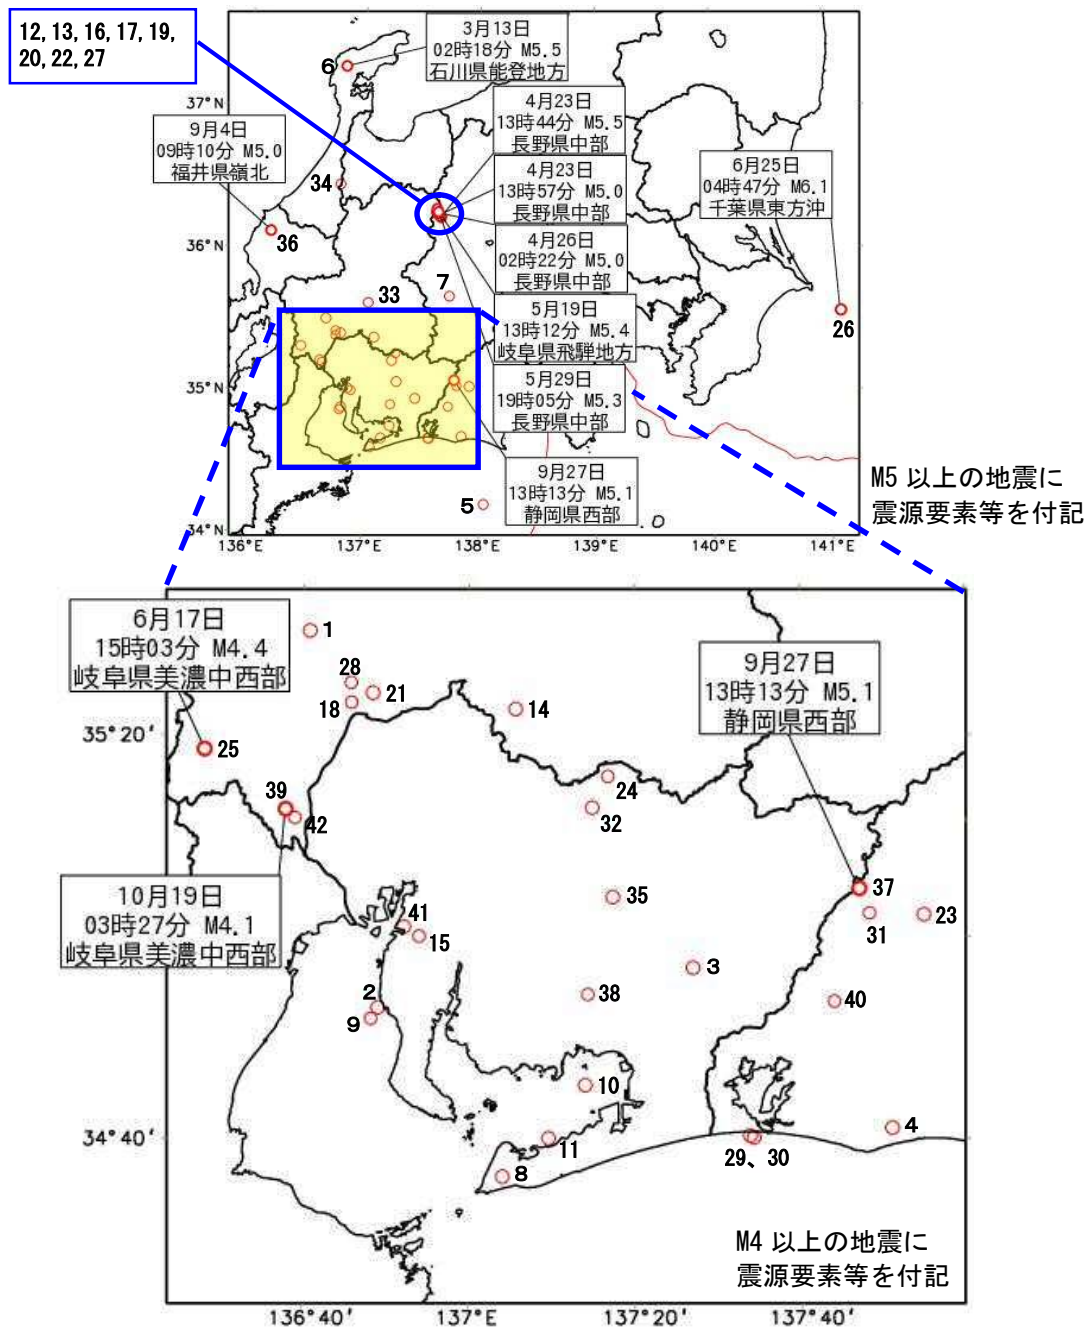 12, 13, 16, 17, 19,
20, 22, 27
3月13日
02時18分 M5.5
石川県能登地方
6
37°N
4月23日
13時44分 M5.5
長野県中部
9月4日
09時10分 M5.0
福井県嶺北
4月23日
13時57分 M5.0
長野県中部
6月25日
04時47分 M6.1
千葉県東方沖
34
36
36°N
4月26日
02時22分 M5.0
長野県中部
7
33
26
5月19日
13時12分 M5.4
岐阜県飛騨地方
35°N
5月29日
19時05分 M5.3
長野県中部
9月27日
13時13分 M5.1
静岡県西部
5
34°N
136°E
137°E
138°E
139°E
140°E
141°E
M5 以上の地震に
震源要素等を付記
6月17日
15時03分 M4.4
岐阜県美濃中西部
1
28
21
18
14
9月27日
13時13分 M5.1
静岡県西部
35°20'
25
24
39
42
32
10月19日
03時27分 M4.1
岐阜県美濃中西部
37
35
23
31
41
15
3
38
40
2
9
10
4
34°40'
11
29、30
8
M4 以上の地震に
震源要素等を付記
136°40'
137°E
137°20'
137°40'